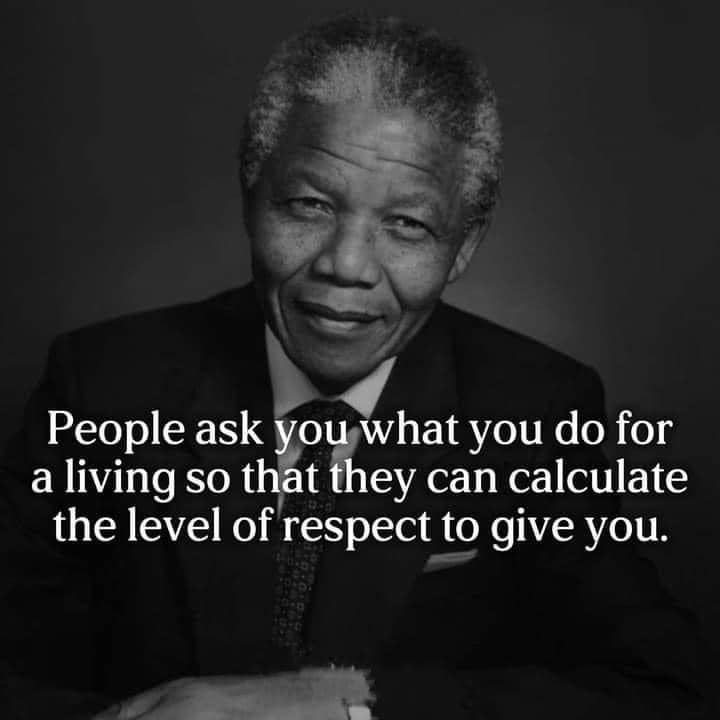 People ask you what you do for
a living so that they can calculate
the level of respect to give you.